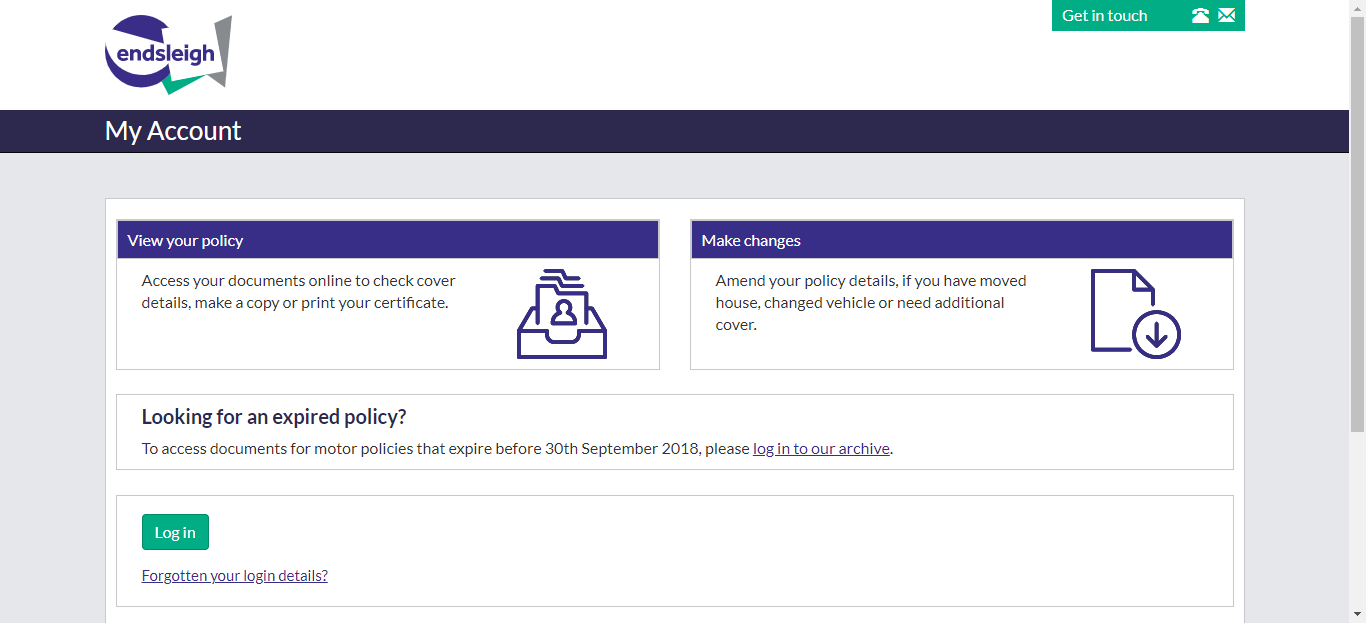 Get in touch
endsleigh
My Account
View your policy
Access your documents online to check cover
details, make a copy or print your certificate.
Make changes
Amend your policy details, if you have moved
house, changed vehicle or need additional
cover.
Looking for an expired policy?
To access documents for motor policies that expire before 30th September 2018, please log in to our archive.
Log in
Forgotten your login details?